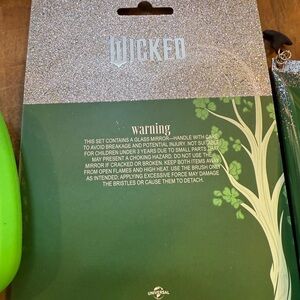 WICKED
warning
THIS SET CONTAINS A GLASS MIRROR—HANDLE WITH CARE
TO AVOID BREAKAGE AND POTENTIAL INJURY. NOT SUITABLE
FOR CHILDREN UNDER 3 YEARS DUE TO SMALL PARTS THAT
MAY PRESENT A CHOKING HAZARD. DO NOT USE THE
MIRROR IF CRACKED OR BROKEN. KEEP BOTH ITEMS AWAY
FROM OPEN FLAMES AND HIGH HEAT. USE THE BRUSH ONLY
AS INTENDED; APPLYING EXCESSIVE FORCE MAY DAMAGE
THE BRISTLES OR CAUSE THEM TO DETACH.
UNIVERSAL